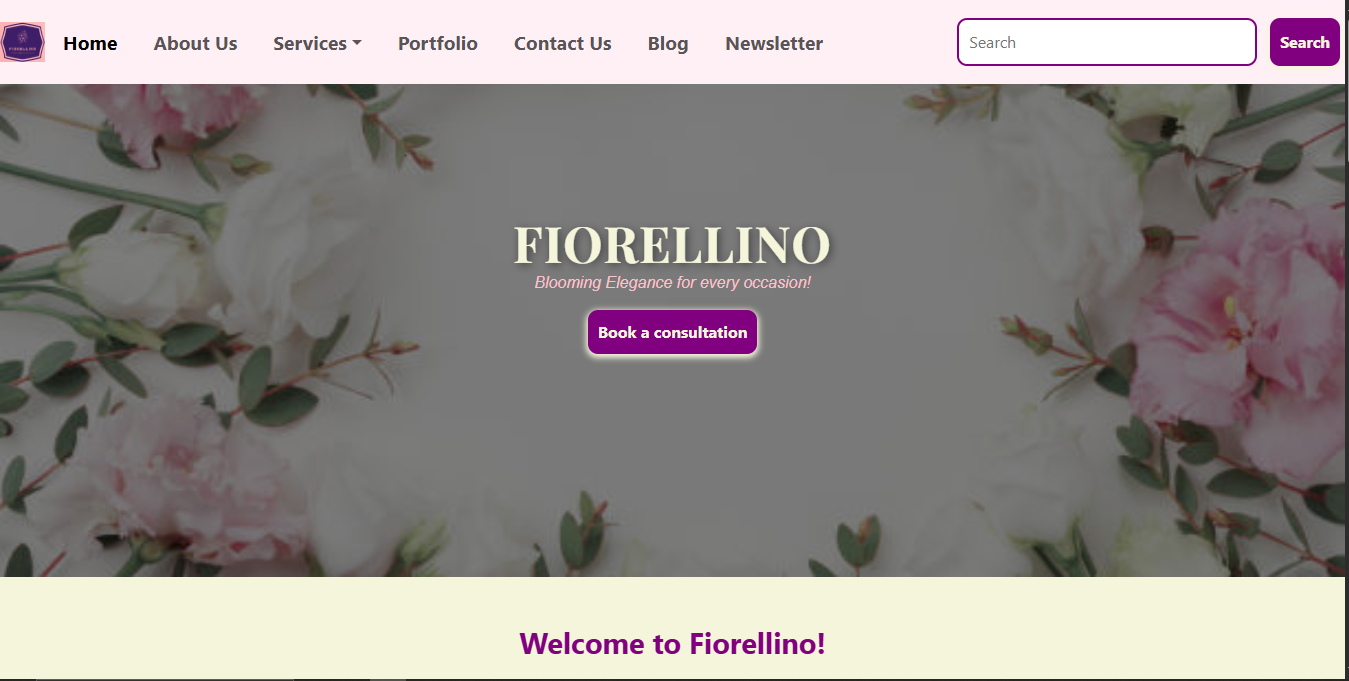 FIORELLINO
Home
About Us
Services
Portfolio
Contact Us
Blog
Newsletter
Search
Search
FIORELLINO
Blooming Elegance for every occasion!
Book a consultation
Welcome to Fiorellino!